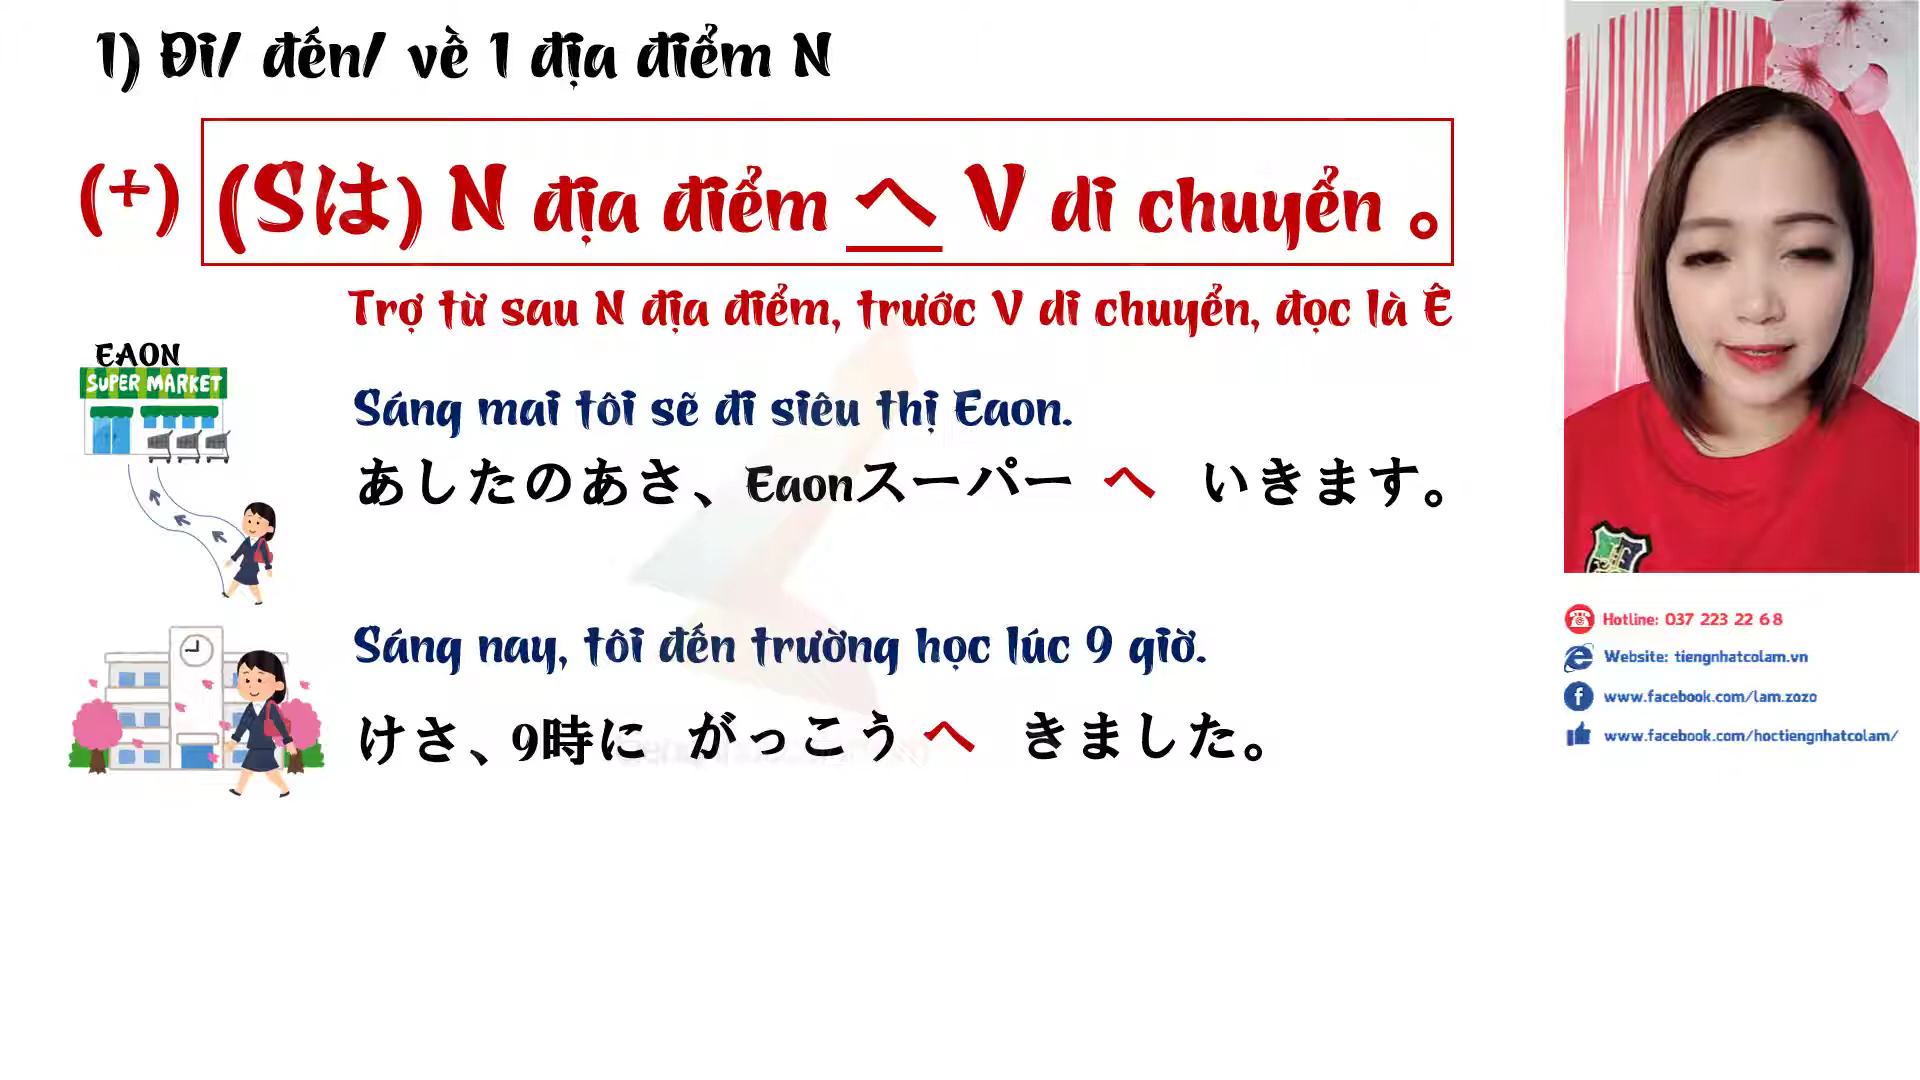 1) Đi/ đến/ về 1 địa điểm N
(+) (Sは) N địa điểm へ V di chuyển 。
Trợ từ sau N địa điểm, trước V di chuyển, đọc là Ê
EAON
SUPER MARKET
Sáng mai tôi sẽ đi siêu thị Eaon.
あしたのあさ、Eaonスーパー へ いきます。
Sáng nay, tôi đến trường học lúc 9 giờ.
けさ、9時に がっこう へ きました。
Hotline: 037 223 22 68
Website: tiengnhatcolam.vn
www.facebook.com/lam.zozo
www.facebook.com/hoctiengnhatcolam/